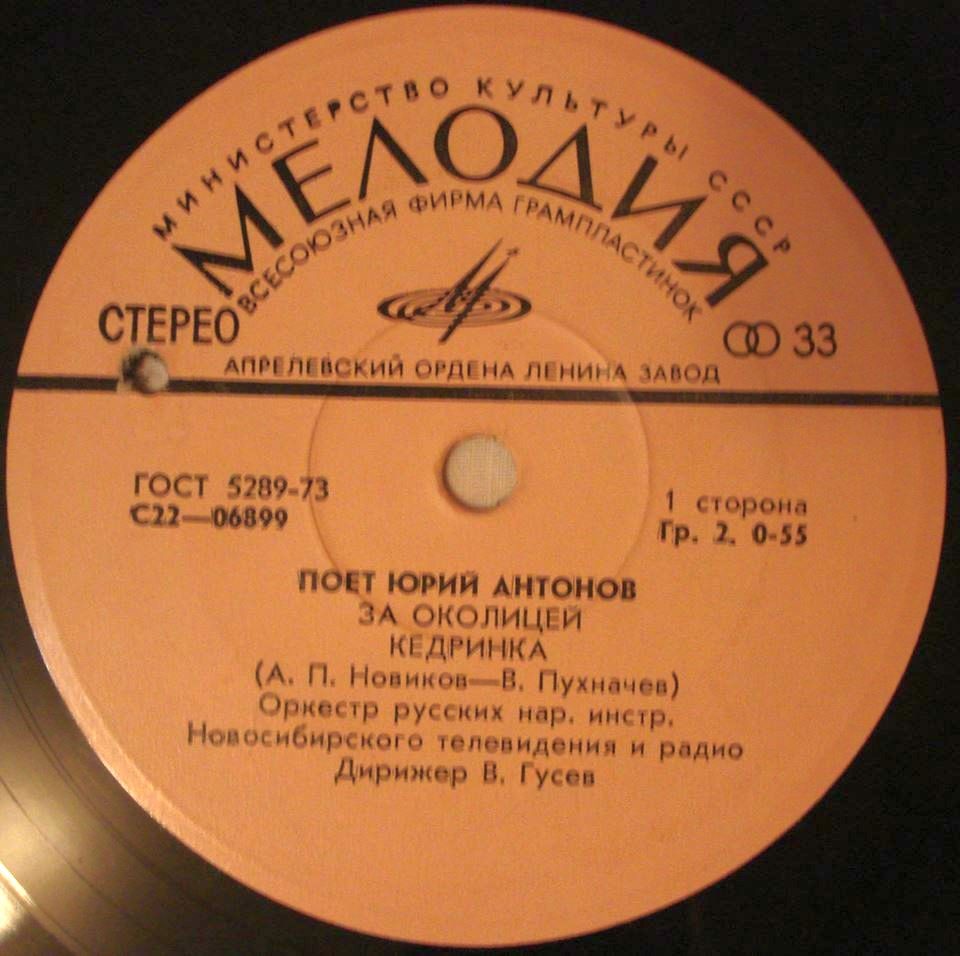 МИНИСТЕРСТВО КУЛЬТУРЫ СССР
МЕЛОДИЯ
ВСЕСОЮЗНАЯ ФИРМА ГРАМПЛАСТИНОК
СТЕРЕО
33
АПРЕЛЕВСКИЙ ОРДЕНА ЛЕНИНА ЗАВОД
ГОСТ 5289-73
С22—06899
1 сторона
Гр. 2. 0-55
ПОЕТ ЮРИЙ АНТОНОВ
ЗА ОКОЛИЦЕЙ
КЕДРИНКА
(А. П. Новиков—В. Пухначев)
Оркестр русских нар. инстр.
Новосибирского телевидения и радио
Дирижер В. Гусев